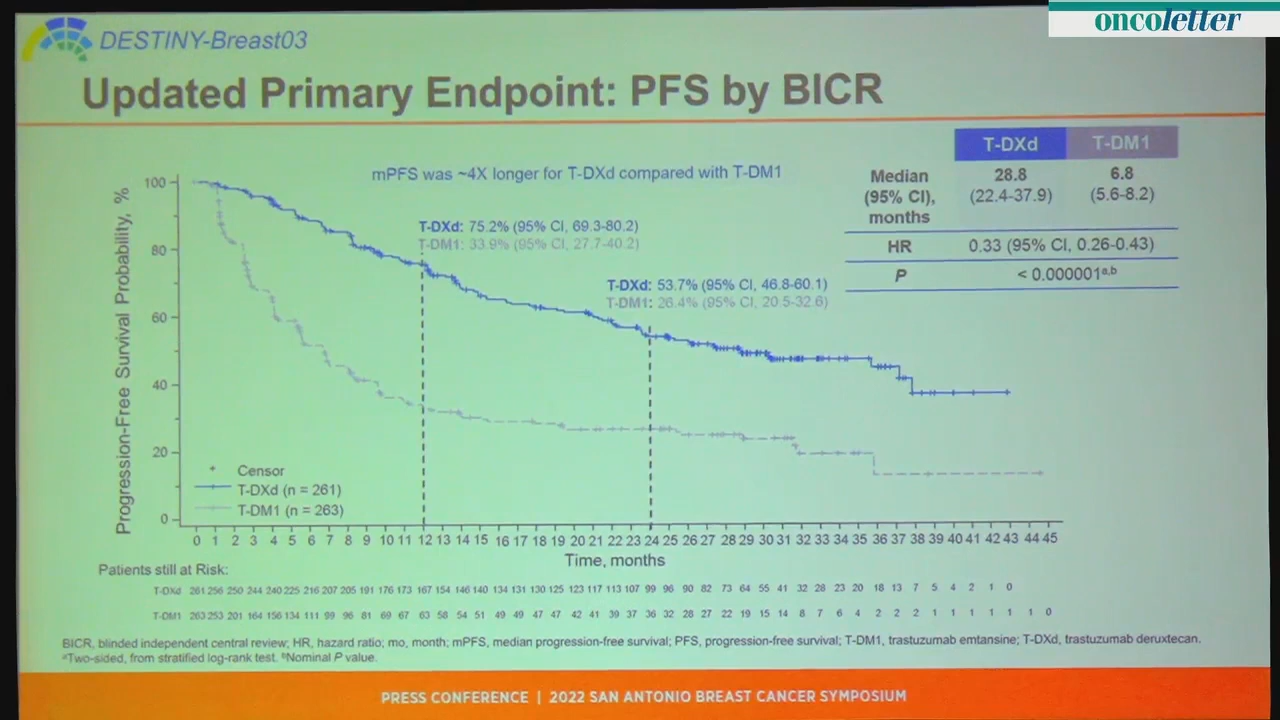 oncoletter
DESTINY-Breast03
Updated Primary Endpoint: PFS by BICR
T-DXd T-DM1
Median (95% CI), months 28.8 (22.4-37.9) 6.8 (5.6-8.2)
HR 0.33 (95% CI, 0.26-0.43)
P < 0.000001a,b
mPFS was ~4X longer for T-DXd compared with T-DM1
T-DXd: 75.2% (95% CI, 69.3-80.2)
T-DM1: 33.9% (95% CI, 27.7-40.2)
T-DXd: 53.7% (95% CI, 46.8-60.1)
T-DM1: 26.4% (95% CI, 20.5-32.6)
Progression-Free Survival Probability, %
100
80
60
40
20
0
Censor
T-DXd (n = 261)
T-DM1 (n = 263)
0 1 2 3 4 5 6 7 8 9 10 11 12 13 14 15 16 17 18 19 20 21 22 23 24 25 26 27 28 29 30 31 32 33 34 35 36 37 38 39 40 41 42 43 44 45
Time, months
Patients still at Risk:
T-DXd 261 256 250 244 240 225 216 207 205 191 176 173 167 154 146 140 134 131 130 125 123 117 113 107 99 96 90 82 73 64 55 41 32 28 23 20 18 13 7 5 4 2 1 0
T-DM1 263 253 201 164 156 134 111 99 96 81 69 67 63 58 54 51 49 49 47 47 42 41 39 37 36 32 28 27 22 19 15 14 8 7 6 4 2 2 2 1 1 1 1 1 1 0
BICR, blinded independent central review; HR, hazard ratio; mo, month; mPFS, median progression-free survival; PFS, progression-free survival; T-DM1, trastuzumab emtansine; T-DXd, trastuzumab deruxtecan.
aTwo-sided, from stratified log-rank test. bNominal P value.
PRESS CONFERENCE | 2022 SAN ANTONIO BREAST CANCER SYMPOSIUM